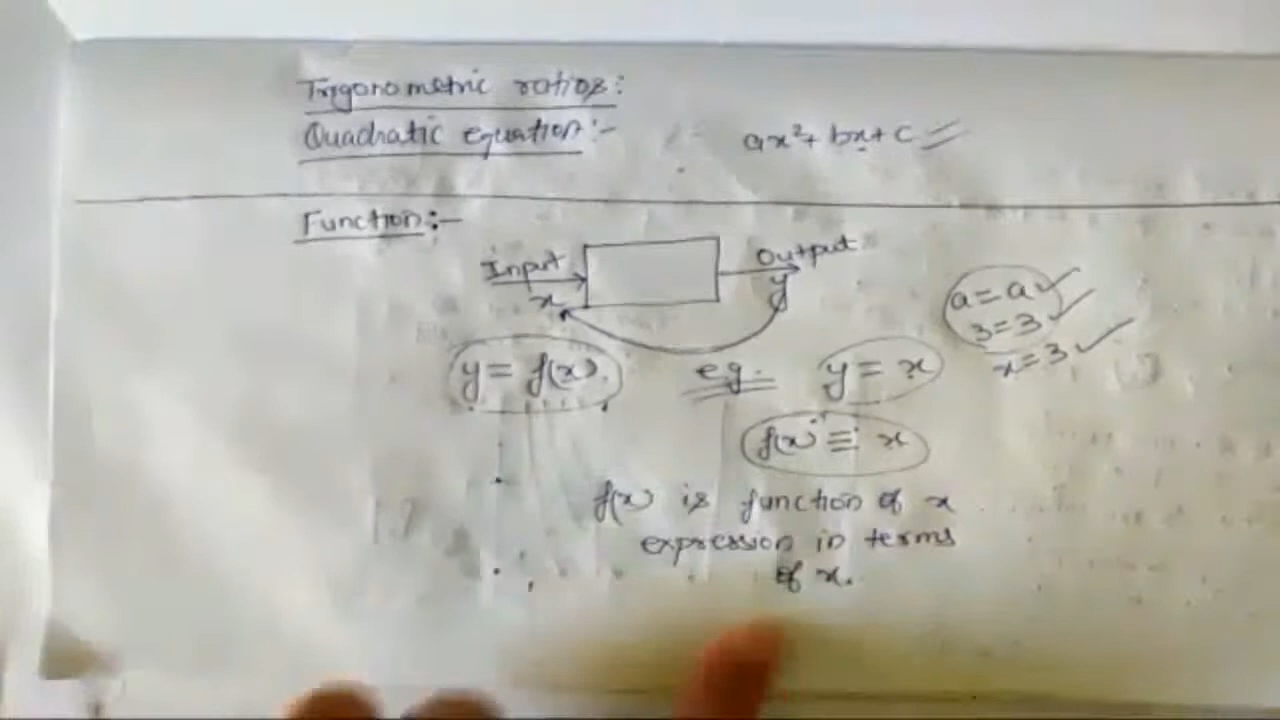 Trigonometric ratios:
Quadratic equation:-
ax²+ bx+ c =
Function:-
Input
x
Output
y
a = a ✓
3 = 3 ✓
x = 3 ✓
y = f(x)
eg.
y = x
f(x) ≡ x
f(x) is function of x
expression in terms
of x.